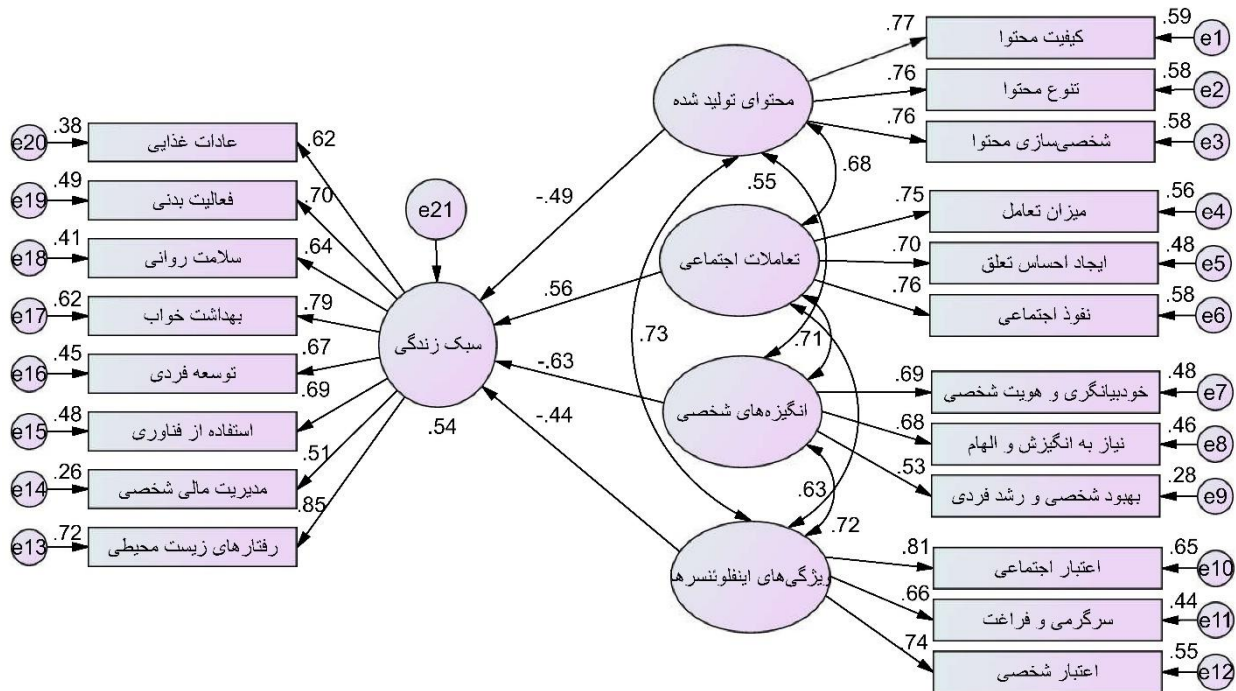 .77
.59
کیفیت محتوا
e1
محتوای تولید شده
.76
.58
تنوع محتوا
e2
.76
.58
شخصی‌سازی محتوا
e3
.68
.55
-.49
.75
.56
میزان تعامل
e4
تعاملات اجتماعی
.70
.48
ایجاد احساس تعلق
e5
.76
.58
نفوذ اجتماعی
e6
.56
.73
.71
-.63
.69
.48
خودبیانگری و هویت شخصی
e7
انگیزه‌های شخصی
.68
.46
نیاز به انگیزش و الهام
e8
.53
.28
بهبود شخصی و رشد فردی
e9
-.44
.63
.72
.81
.65
اعتبار اجتماعی
e10
ویژگی‌های اینفلوئنسرها
.66
.44
سرگرمی و فراغت
e11
.74
.55
اعتبار شخصی
e12
e21
سبک زندگی
.54
.62
عادات غذایی
.38
e20
.70
فعالیت بدنی
.49
e19
.64
سلامت روانی
.41
e18
.79
بهداشت خواب
.62
e17
.67
توسعه فردی
.45
e16
.69
استفاده از فناوری
.48
e15
.51
مدیریت مالی شخصی
.26
e14
.85
رفتارهای زیست محیطی
.72
e13